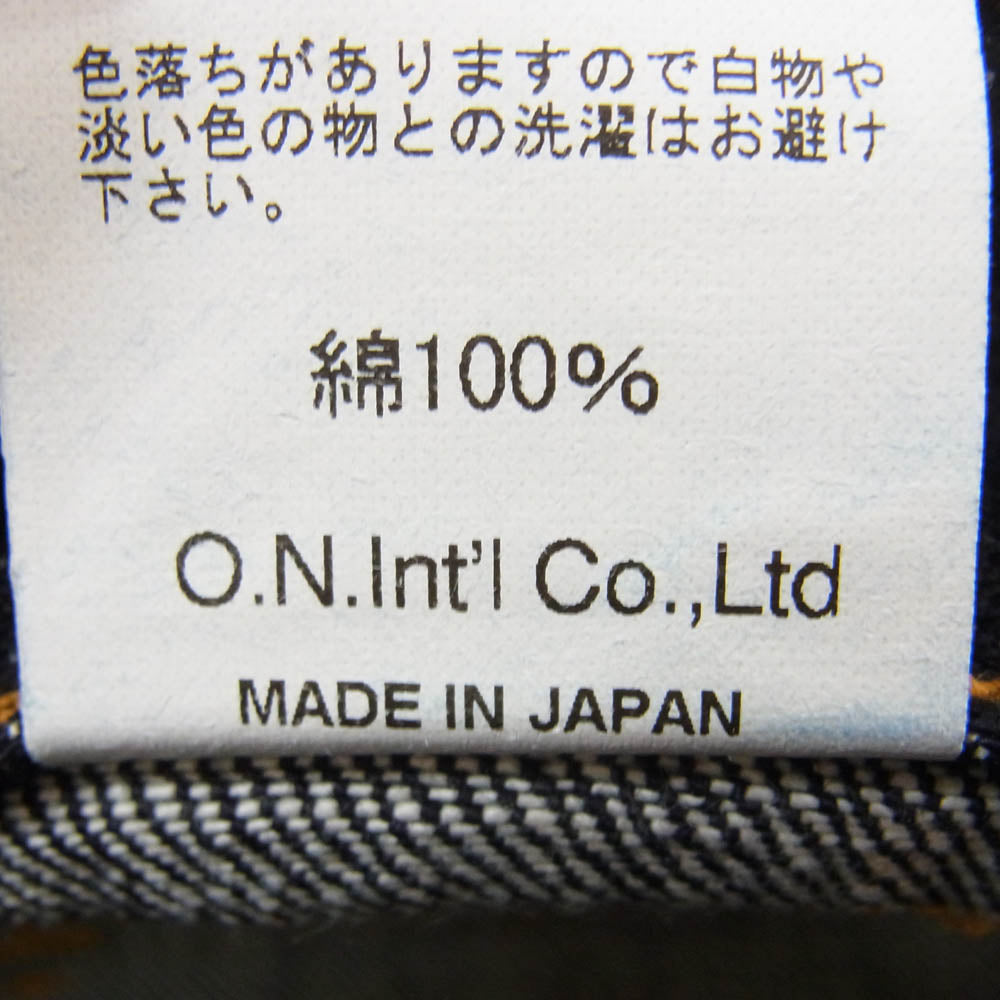 色落ちがありますので白物や
淡い色の物との洗濯はお避け
下さい。
綿100%
O.N.Int'l Co.,Ltd
MADE IN JAPAN